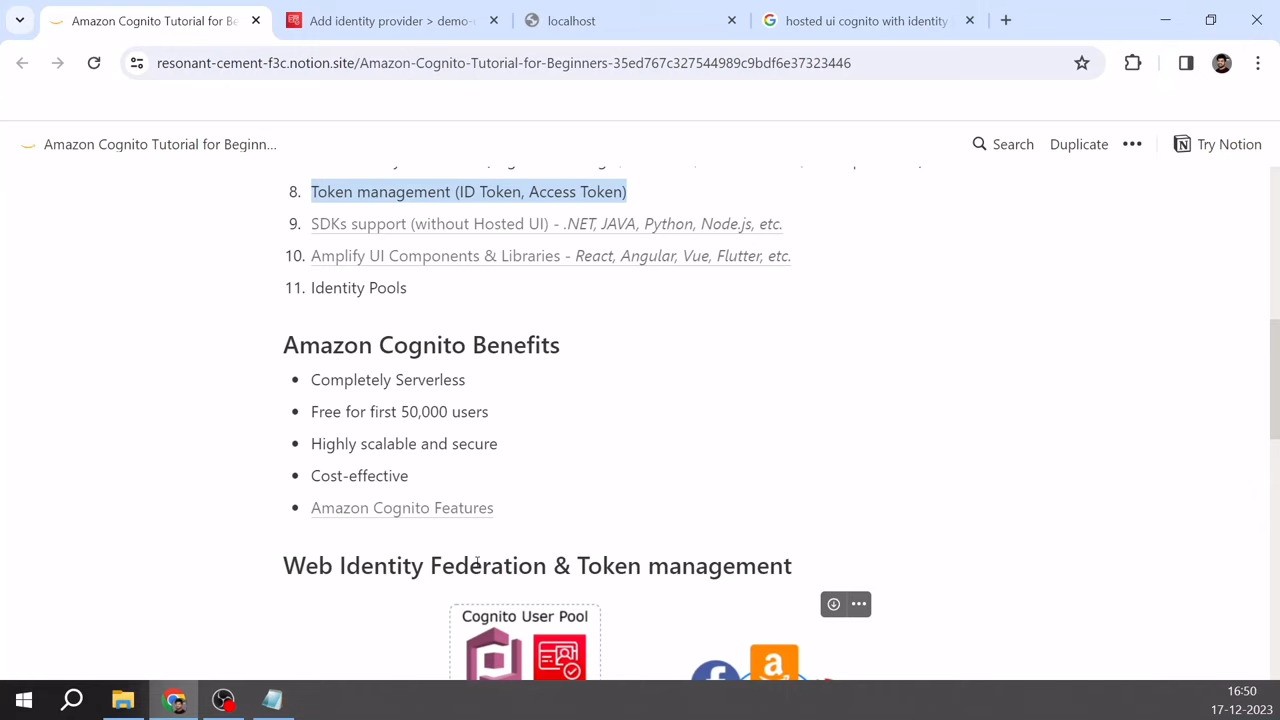 Amazon Cognito Tutorial for Be
Add identity provider > demo-
localhost
hosted ui cognito with identity
resonant-cement-f3c.notion.site/Amazon-Cognito-Tutorial-for-Beginners-35ed767c327544989c9bdf6e37323446
Amazon Cognito Tutorial for Beginn...
Search
Duplicate
Try Notion
8. Token management (ID Token, Access Token)
9. SDKs support (without Hosted UI) - .NET, JAVA, Python, Node.js, etc.
10. Amplify UI Components & Libraries - React, Angular, Vue, Flutter, etc.
11. Identity Pools
Amazon Cognito Benefits
• Completely Serverless
• Free for first 50,000 users
• Highly scalable and secure
• Cost-effective
• Amazon Cognito Features
Web Identity Federation & Token management
Cognito User Pool
16:50
17-12-2023